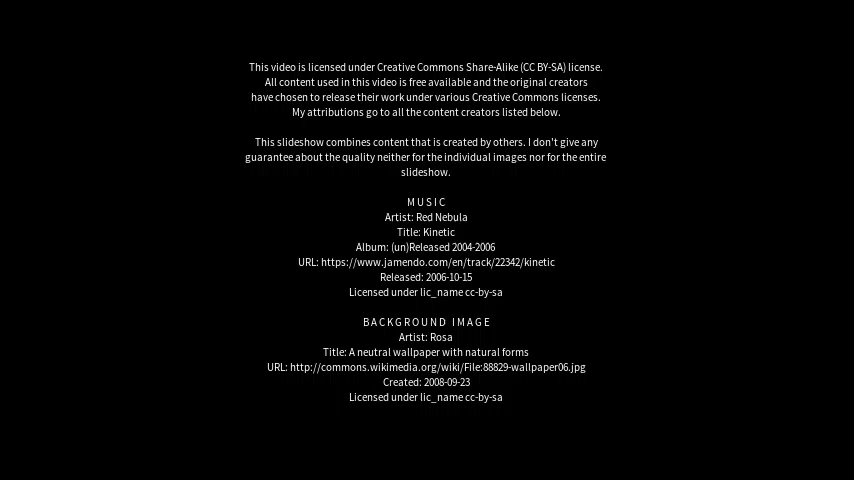 This video is licensed under Creative Commons Share-Alike (CC BY-SA) license.
All content used in this video is free available and the original creators
have chosen to release their work under various Creative Commons licenses.
My attributions go to all the content creators listed below.
This slideshow combines content that is created by others. I don't give any
guarantee about the quality neither for the individual images nor for the entire
slideshow.
MUSIC
Artist: Red Nebula
Title: Kinetic
Album: (un)Released 2004-2006
URL: https://www.jamendo.com/en/track/22342/kinetic
Released: 2006-10-15
Licensed under lic_name cc-by-sa
BACKGROUND IMAGE
Artist: Rosa
Title: A neutral wallpaper with natural forms
URL: http://commons.wikimedia.org/wiki/File:88829-wallpaper06.jpg
Created: 2008-09-23
Licensed under lic_name cc-by-sa